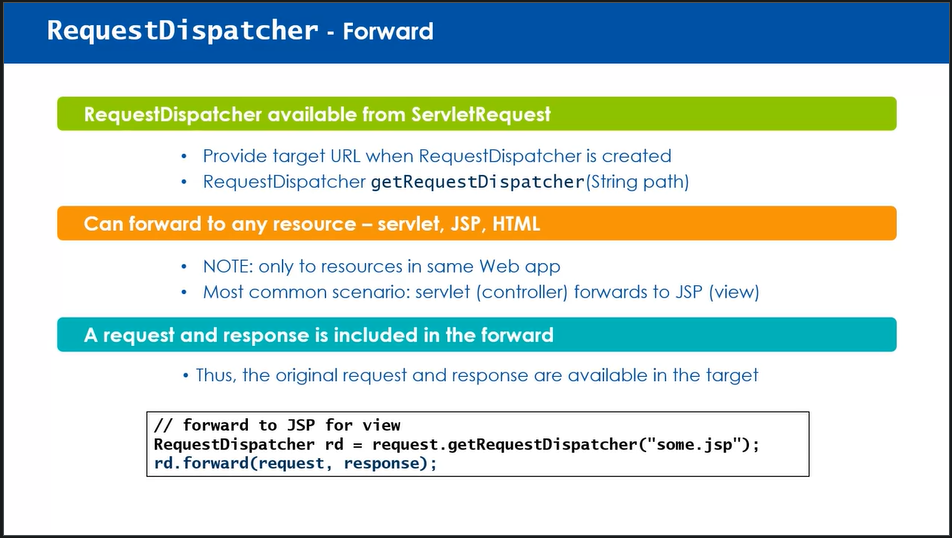 RequestDispatcher - Forward
RequestDispatcher available from ServletRequest
• Provide target URL when RequestDispatcher is created
• RequestDispatcher getRequestDispatcher(String path)
Can forward to any resource – servlet, JSP, HTML
• NOTE: only to resources in same Web app
• Most common scenario: servlet (controller) forwards to JSP (view)
A request and response is included in the forward
• Thus, the original request and response are available in the target
// forward to JSP for view
RequestDispatcher rd = request.getRequestDispatcher("some.jsp");
rd.forward(request, response);